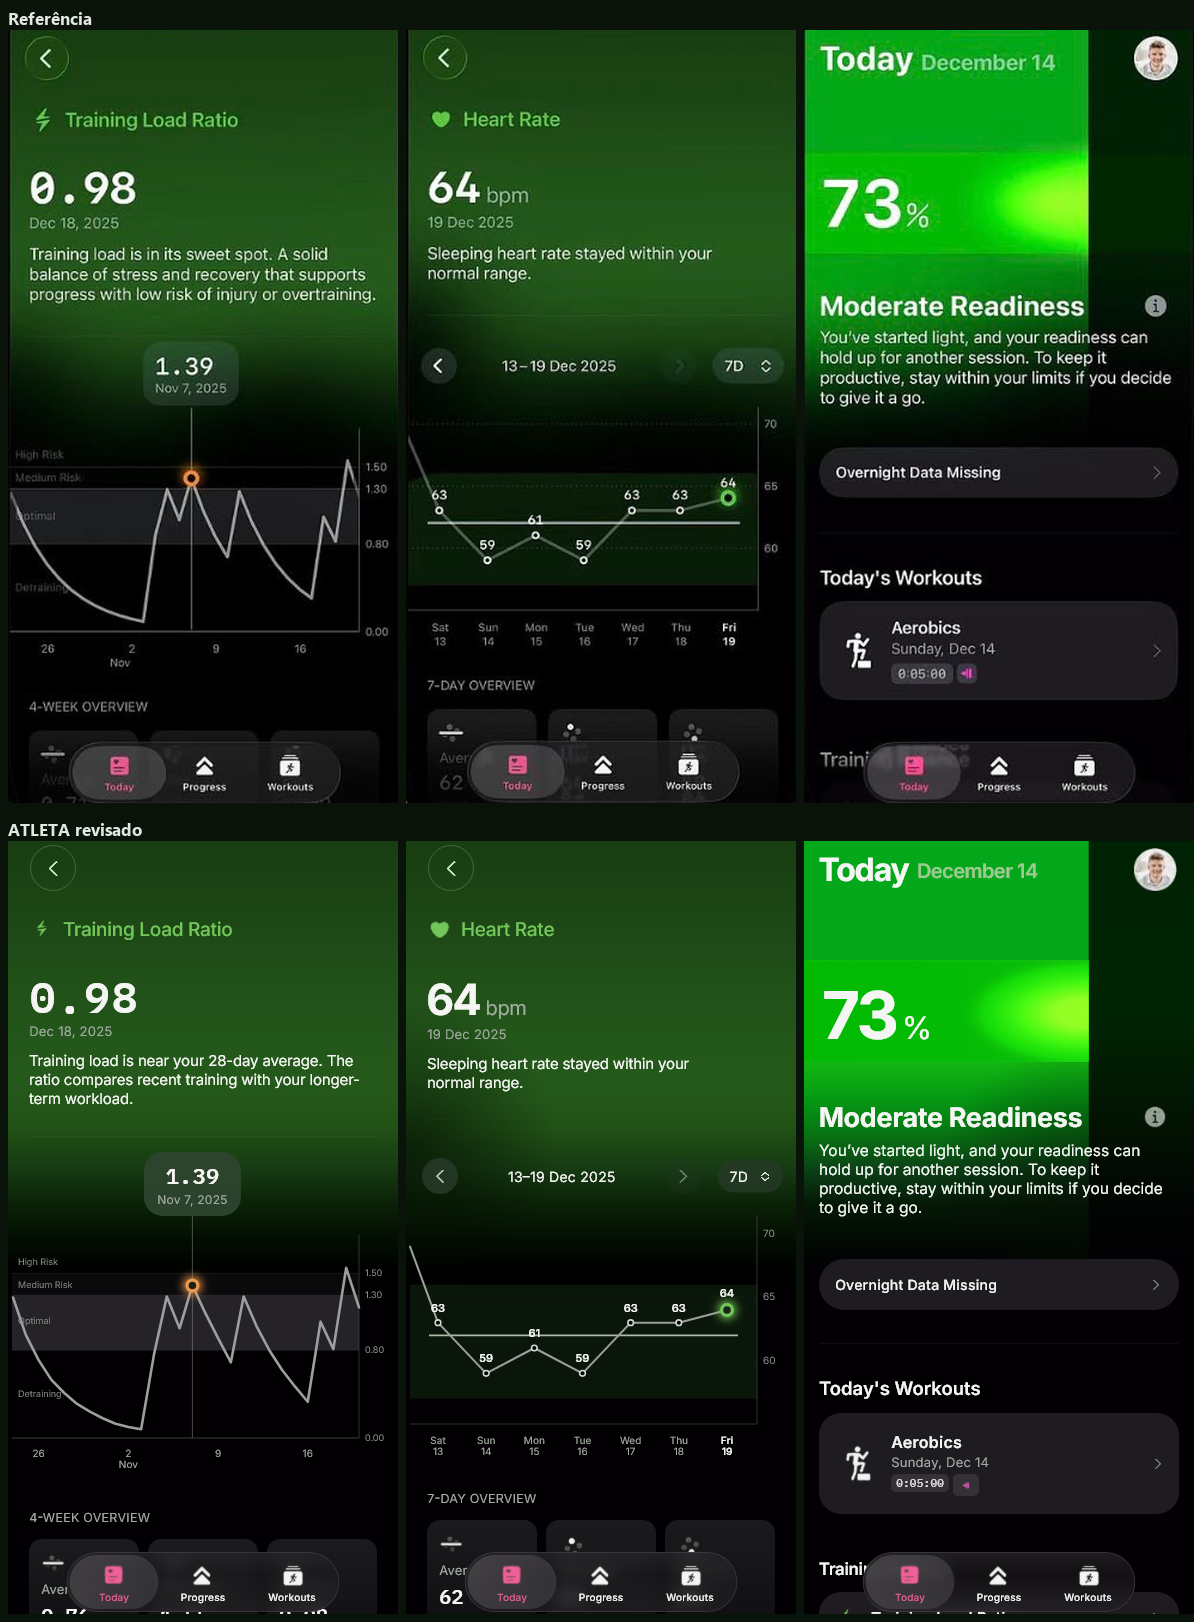 Referência
Training Load Ratio
0.98
Dec 18, 2025
Training load is in its sweet spot. A solid
balance of stress and recovery that supports
progress with low risk of injury or overtraining.
1.39
Nov 7, 2025
High Risk
Medium Risk
Optimal
Detraining
1.50
1.30
0.80
0.00
26
2
9
16
Nov
4-WEEK OVERVIEW
Today
Progress
Workouts
Heart Rate
64 bpm
19 Dec 2025
Sleeping heart rate stayed within your
normal range.
13–19 Dec 2025
7D
70
65
60
63
59
61
59
63
63
64
Sat
13
Sun
14
Mon
15
Tue
16
Wed
17
Thu
18
Fri
19
7-DAY OVERVIEW
Aver
62
Today
Progress
Workouts
Today December 14
73%
Moderate Readiness
You've started light, and your readiness can
hold up for another session. To keep it
productive, stay within your limits if you decide
to give it a go.
Overnight Data Missing
Today's Workouts
Aerobics
Sunday, Dec 14
0:05:00
Traini
Today
Progress
Workouts
ATLETA revisado
Training Load Ratio
0.98
Dec 18, 2025
Training load is near your 28-day average. The
ratio compares recent training with your longer-
term workload.
1.39
Nov 7, 2025
High Risk
Medium Risk
Optimal
Detraining
1.50
1.30
0.80
0.00
26
2
9
16
Nov
4-WEEK OVERVIEW
Aver
Today
Progress
Workouts
Heart Rate
64 bpm
19 Dec 2025
Sleeping heart rate stayed within your
normal range.
13–19 Dec 2025
7D
70
65
60
63
59
61
59
63
63
64
Sat
13
Sun
14
Mon
15
Tue
16
Wed
17
Thu
18
Fri
19
7-DAY OVERVIEW
Aver
62
Today
Progress
Workouts
Today December 14
73 %
Moderate Readiness
You've started light, and your readiness can
hold up for another session. To keep it
productive, stay within your limits if you decide
to give it a go.
Overnight Data Missing
Today's Workouts
Aerobics
Sunday, Dec 14
0:05:00
Trainin
Today
Progress
Workouts